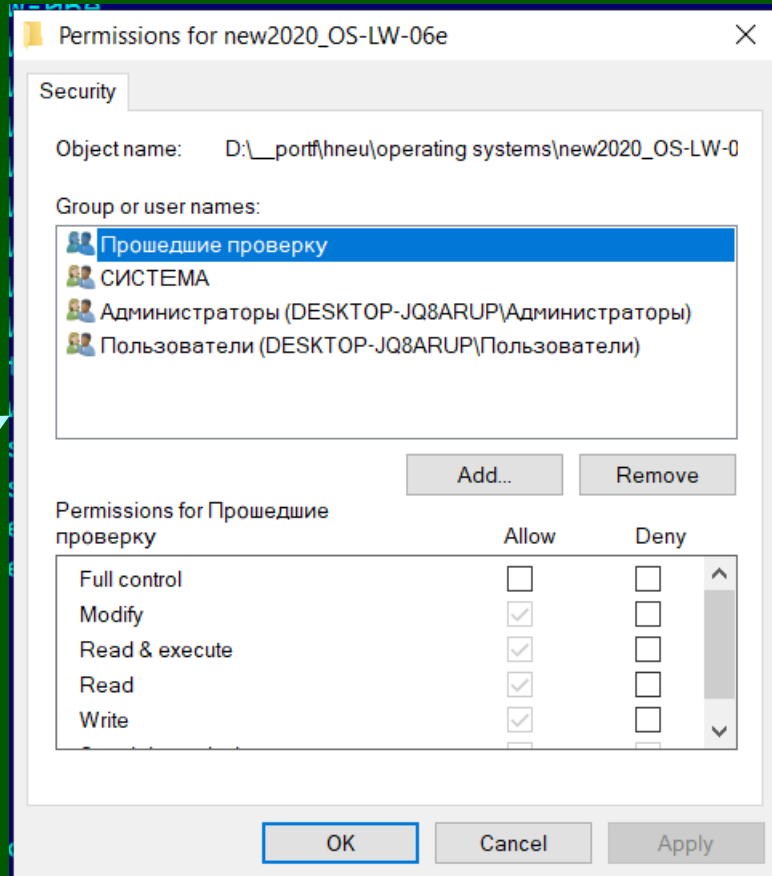 Permissions for new2020_OS-LW-06e
Security
Object name: D:\__portf\hneu\operating systems\new2020_OS-LW-0
Group or user names:
Прошедшие проверку
СИСТЕМА
Администраторы (DESKTOP-JQ8ARUP\Администраторы)
Пользователи (DESKTOP-JQ8ARUP\Пользователи)
Add... Remove
Permissions for Прошедшие
проверку Allow Deny
Full control
Modify
Read & execute
Read
Write
OK Cancel Apply